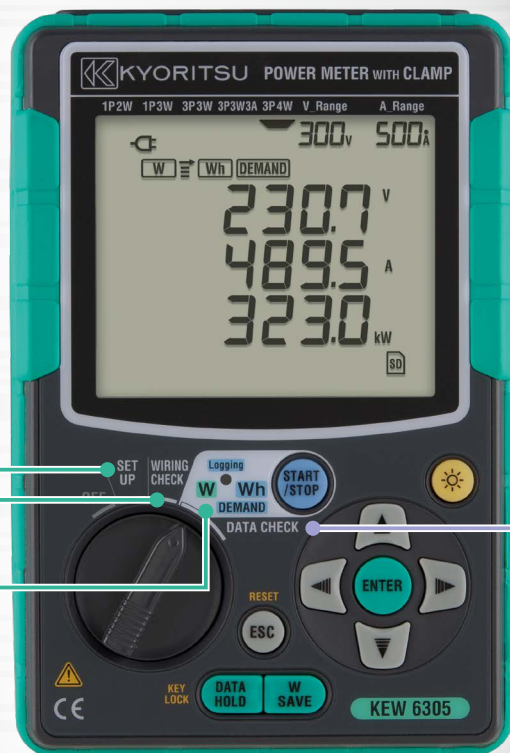 KYORITSU POWER METER WITH CLAMP
1P2W 1P3W 3P3W 3P3W3A 3P4W V_Range A_Range
300V 500A
W Wh DEMAND
230.7 V
489.5 A
323.0 kW
SD
SET UP
WIRING CHECK
Logging
W Wh
DEMAND
START /STOP
OFF
DATA CHECK
ENTER
RESET
ESC
KEY LOCK
DATA HOLD
W SAVE
CE
KEW 6305